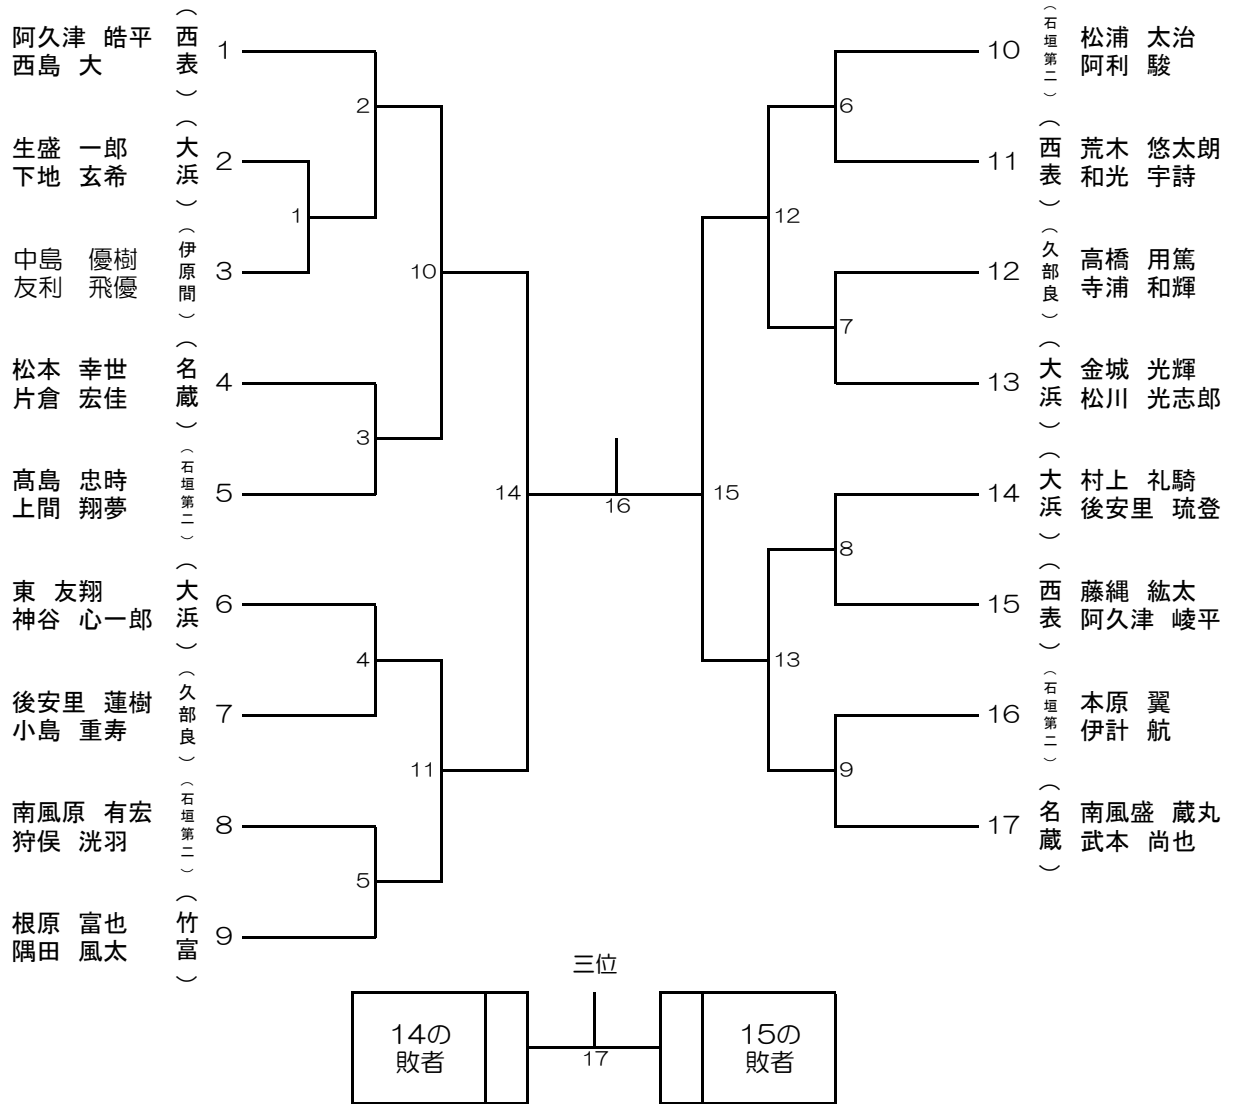 阿久津 皓平
西島 大
（西表）
1
生盛 一郎
下地 玄希
（大浜）
2
中島 優樹
友利 飛優
（伊原間）
3
松本 幸世
片倉 宏佳
（名蔵）
4
髙島 忠時
上間 翔夢
（石垣第二）
5
東 友翔
神谷 心一郎
（大浜）
6
後安里 蓮樹
小島 重寿
（久部良）
7
南風原 有宏
狩俣 洸羽
（石垣第二）
8
根原 富也
隅田 風太
（竹富）
9
1
2
3
4
5
10
11
14
16
15
12
13
6
7
8
9
10
（石垣第二）
松浦 太治
阿利 駿
11
（西表）
荒木 悠太朗
和光 宇詩
12
（久部良）
高橋 用篤
寺浦 和輝
13
（大浜）
金城 光輝
松川 光志郎
14
（大浜）
村上 礼騎
後安里 琉登
15
（西表）
藤縄 紘太
阿久津 崚平
16
（石垣第二）
本原 翼
伊計 航
17
（名蔵）
南風盛 蔵丸
武本 尚也
三位
14の
敗者
17
15の
敗者